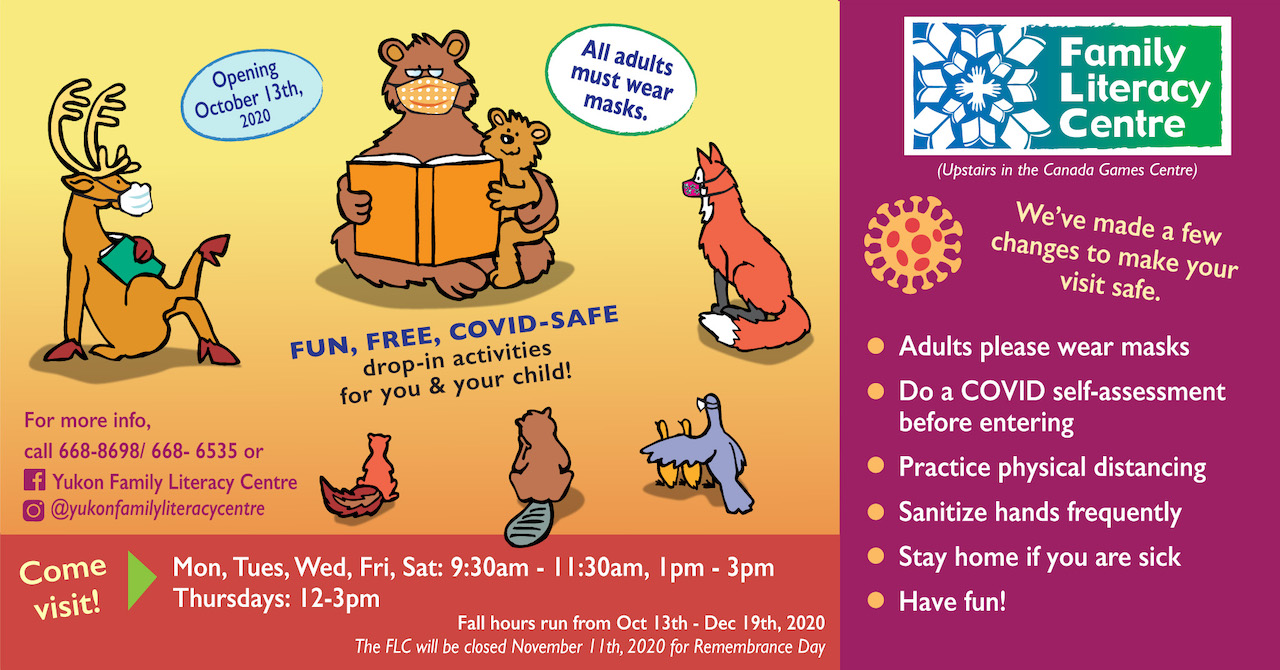 Opening
October 13th,
2020
All adults
must wear
masks.
FUN, FREE, COVID-SAFE
drop-in activities
for you & your child!
For more info,
call 668-8698/ 668- 6535 or
Yukon Family Literacy Centre
@yukonfamilyliteracycentre
Come
visit!
Mon, Tues, Wed, Fri, Sat: 9:30am - 11:30am, 1pm - 3pm
Thursdays: 12-3pm
Fall hours run from Oct 13th - Dec 19th, 2020
The FLC will be closed November 11th, 2020 for Remembrance Day
Family
Literacy
Centre
(Upstairs in the Canada Games Centre)
We've made a few
changes to make your
visit safe.
Adults please wear masks
Do a COVID self-assessment
before entering
Practice physical distancing
Sanitize hands frequently
Stay home if you are sick
Have fun!